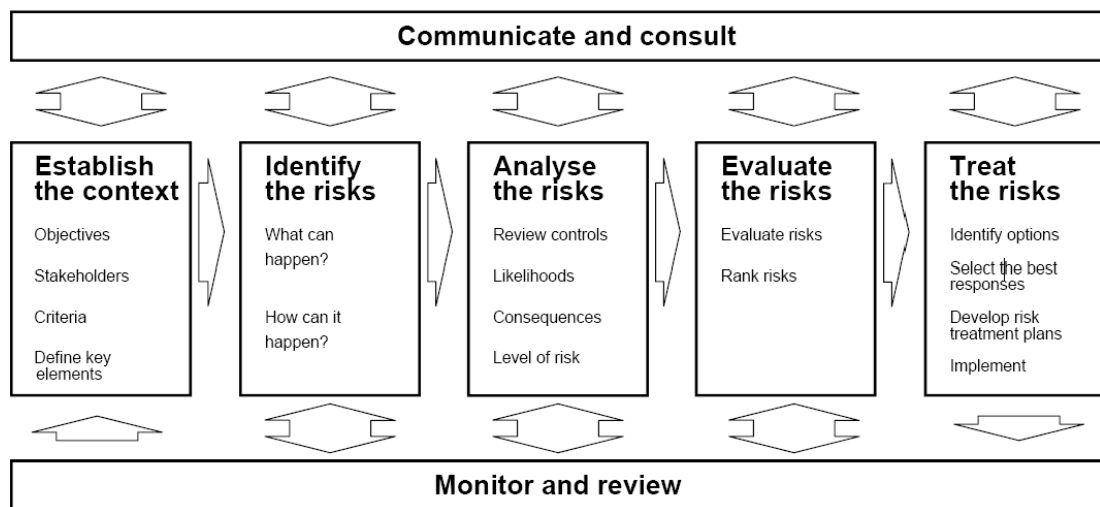 Communicate and consult
Establish
the context
Objectives
Stakeholders
Criteria
Define key
elements
Identify
the risks
What can
happen?
How can it
happen?
Analyse
the risks
Review controls
Likelihoods
Consequences
Level of risk
Evaluate
the risks
Evaluate risks
Rank risks
Treat
the risks
Identify options
Select the best
responses
Develop risk
treatment plans
Implement
Monitor and review